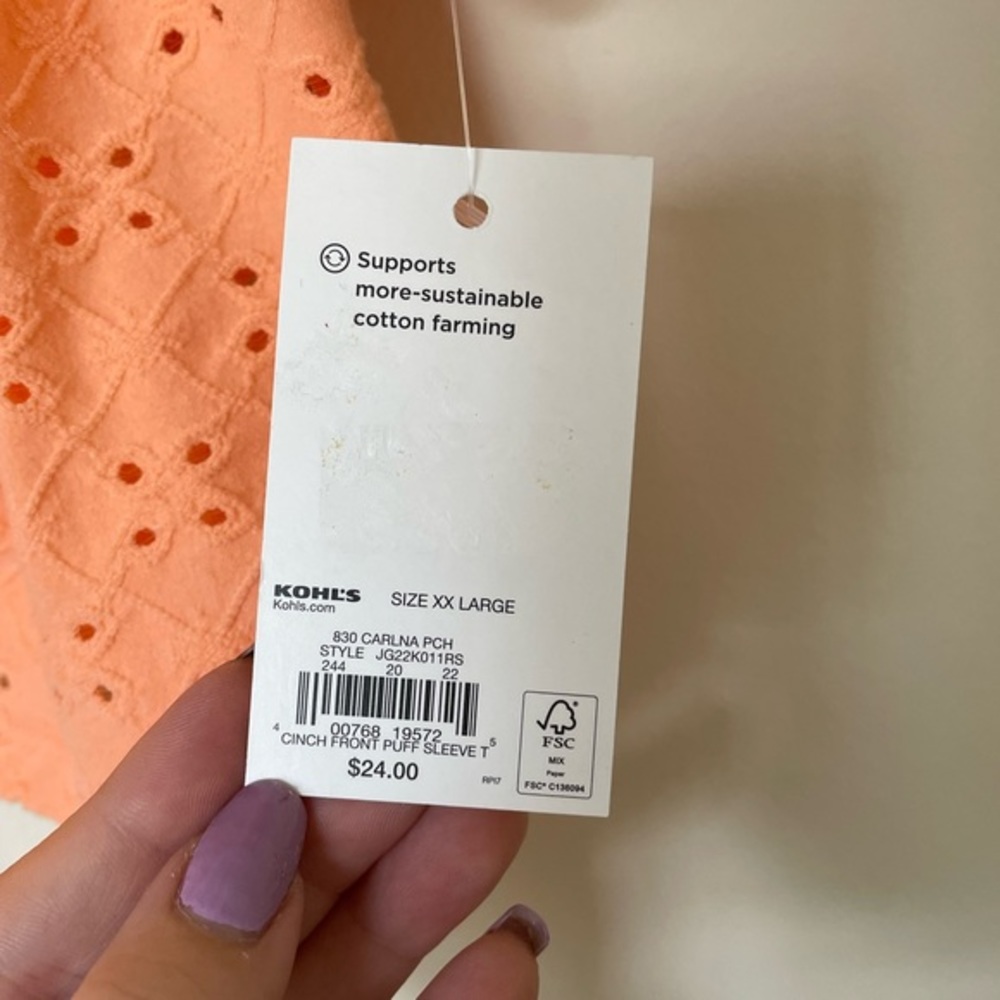 Supports
more-sustainable
cotton farming
KOHL'S
Kohls.com
SIZE XX LARGE
830 CARLNA PCH
STYLE JG22K011RS
244 20 22
4 00768 19572 5
CINCH FRONT PUFF SLEEVE T
$24.00
RPI7
FSC®
MIX
Paper
FSC® C136094